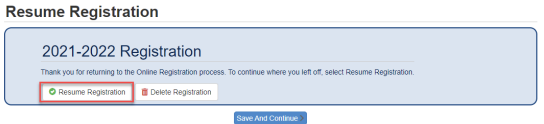 Resume Registration
2021-2022 Registration
Thank you for returning to the Online Registration process. To continue where you left off, select Resume Registration.
Resume Registration Delete Registration
Save And Continue